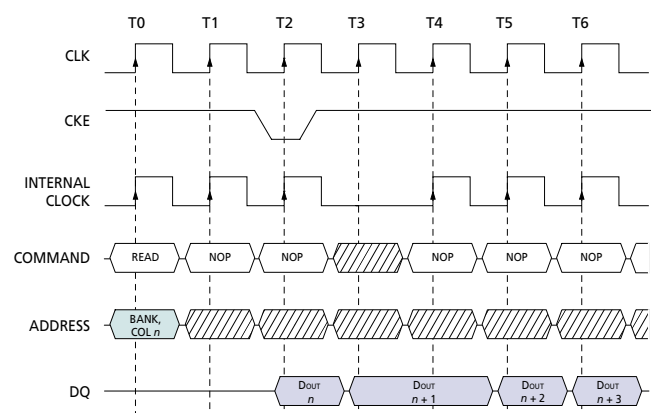 T0 T1 T2 T3 T4 T5 T6
CLK
CKE
INTERNAL
CLOCK
COMMAND READ NOP NOP NOP NOP NOP
ADDRESS BANK,
COL n
DQ DOUT DOUT DOUT DOUT
n n + 1 n + 2 n + 3